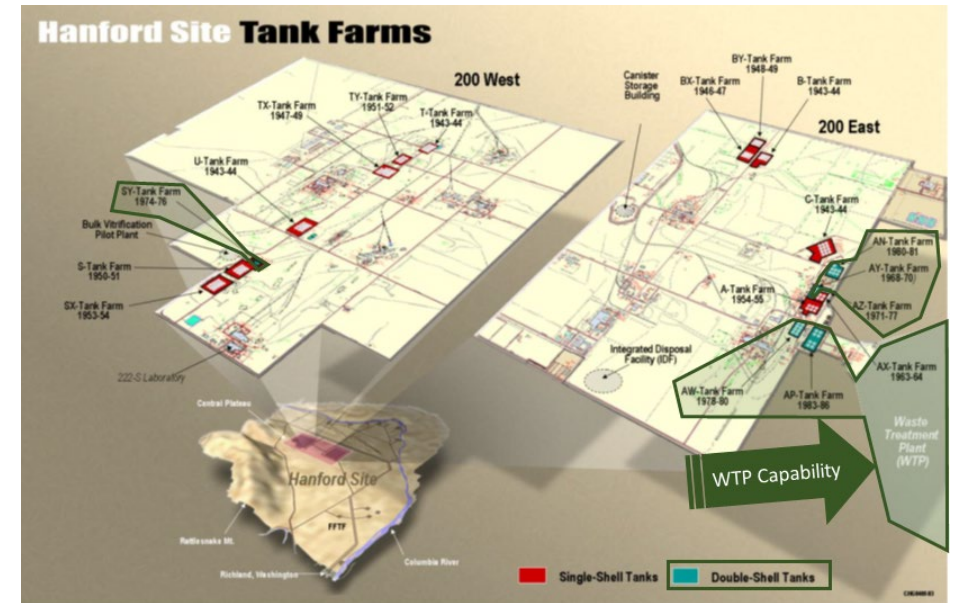 Hanford Site Tank Farms
200 West
TX-Tank Farm
1947-49
TY-Tank Farm
1951-52
T-Tank Farm
1943-44
U-Tank Farm
1943-44
SY-Tank Farm
1974-76
Bulk Vitrification
Pilot Plant
S-Tank Farm
1950-51
SX-Tank Farm
1953-54
222-S Laboratory
Canister
Storage
Building
BY-Tank Farm
1948-49
BX-Tank Farm
1946-47
B-Tank Farm
1943-44
200 East
C-Tank Farm
1943-44
AN-Tank Farm
1980-81
AY-Tank Farm
1968-70
A-Tank Farm
1954-55
AZ-Tank Farm
1971-77
Integrated Disposal
Facility (IDF)
AX-Tank Farm
1963-64
AW-Tank Farm
1978-80
AP-Tank Farm
1983-86
Waste
Treatment
Plant
(WTP)
WTP Capability
Central Plateau
Hanford Site
FFTF
Rattlesnake Mt.
Columbia River
Richland, Washington
Single-Shell Tanks
Double-Shell Tanks